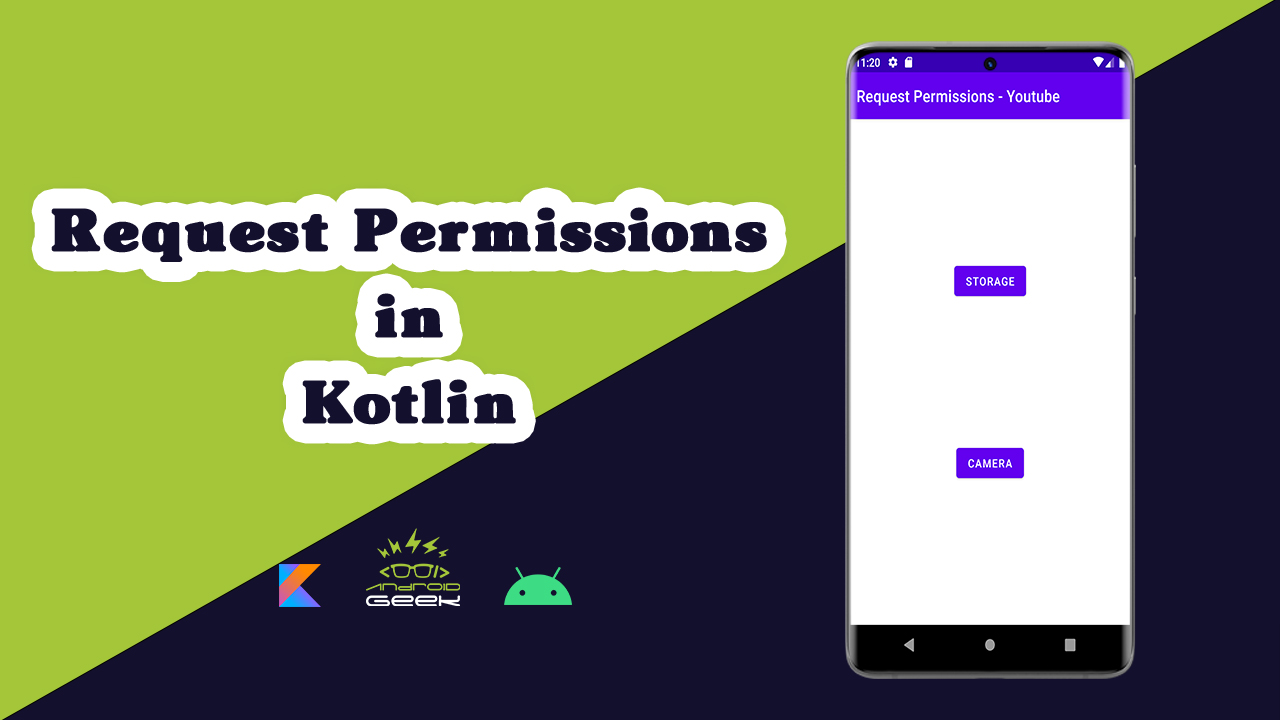 Request Permissions
in
Kotlin
ANDROID
GEEK
11:20
Request Permissions - Youtube
STORAGE
CAMERA